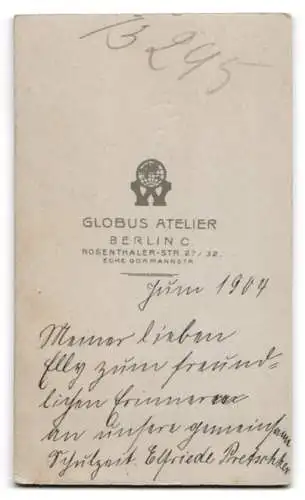 B 295
W
GLOBUS ATELIER
BERLIN C.
ROSENTHALER-STR. 27/32.
ECKE GORMANNSTR.
Juni 1904
Meiner lieben
Elly zum freund-
lichen Erinnern
an unsere gemeinsame
Schulzeit. Elfriede